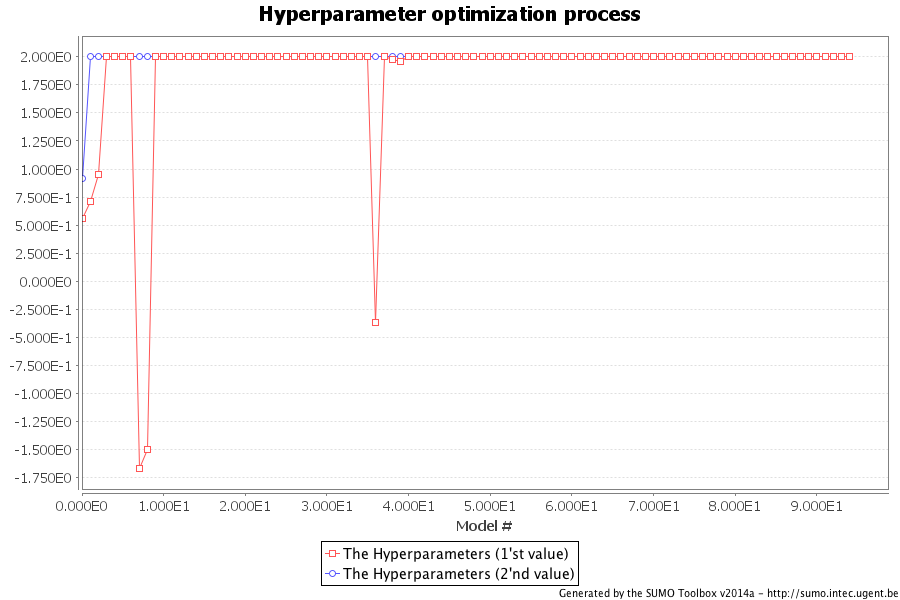 Hyperparameter optimization process
2.000E0
1.750E0
1.500E0
1.250E0
1.000E0
7.500E-1
5.000E-1
2.500E-1
0.000E0
-2.500E-1
-5.000E-1
-7.500E-1
-1.000E0
-1.250E0
-1.500E0
-1.750E0
0.000E0 1.000E1 2.000E1 3.000E1 4.000E1 5.000E1 6.000E1 7.000E1 8.000E1 9.000E1
Model #
The Hyperparameters (1'st value)
The Hyperparameters (2'nd value)
Generated by the SUMO Toolbox v2014a - http://sumo.intec.ugent.be